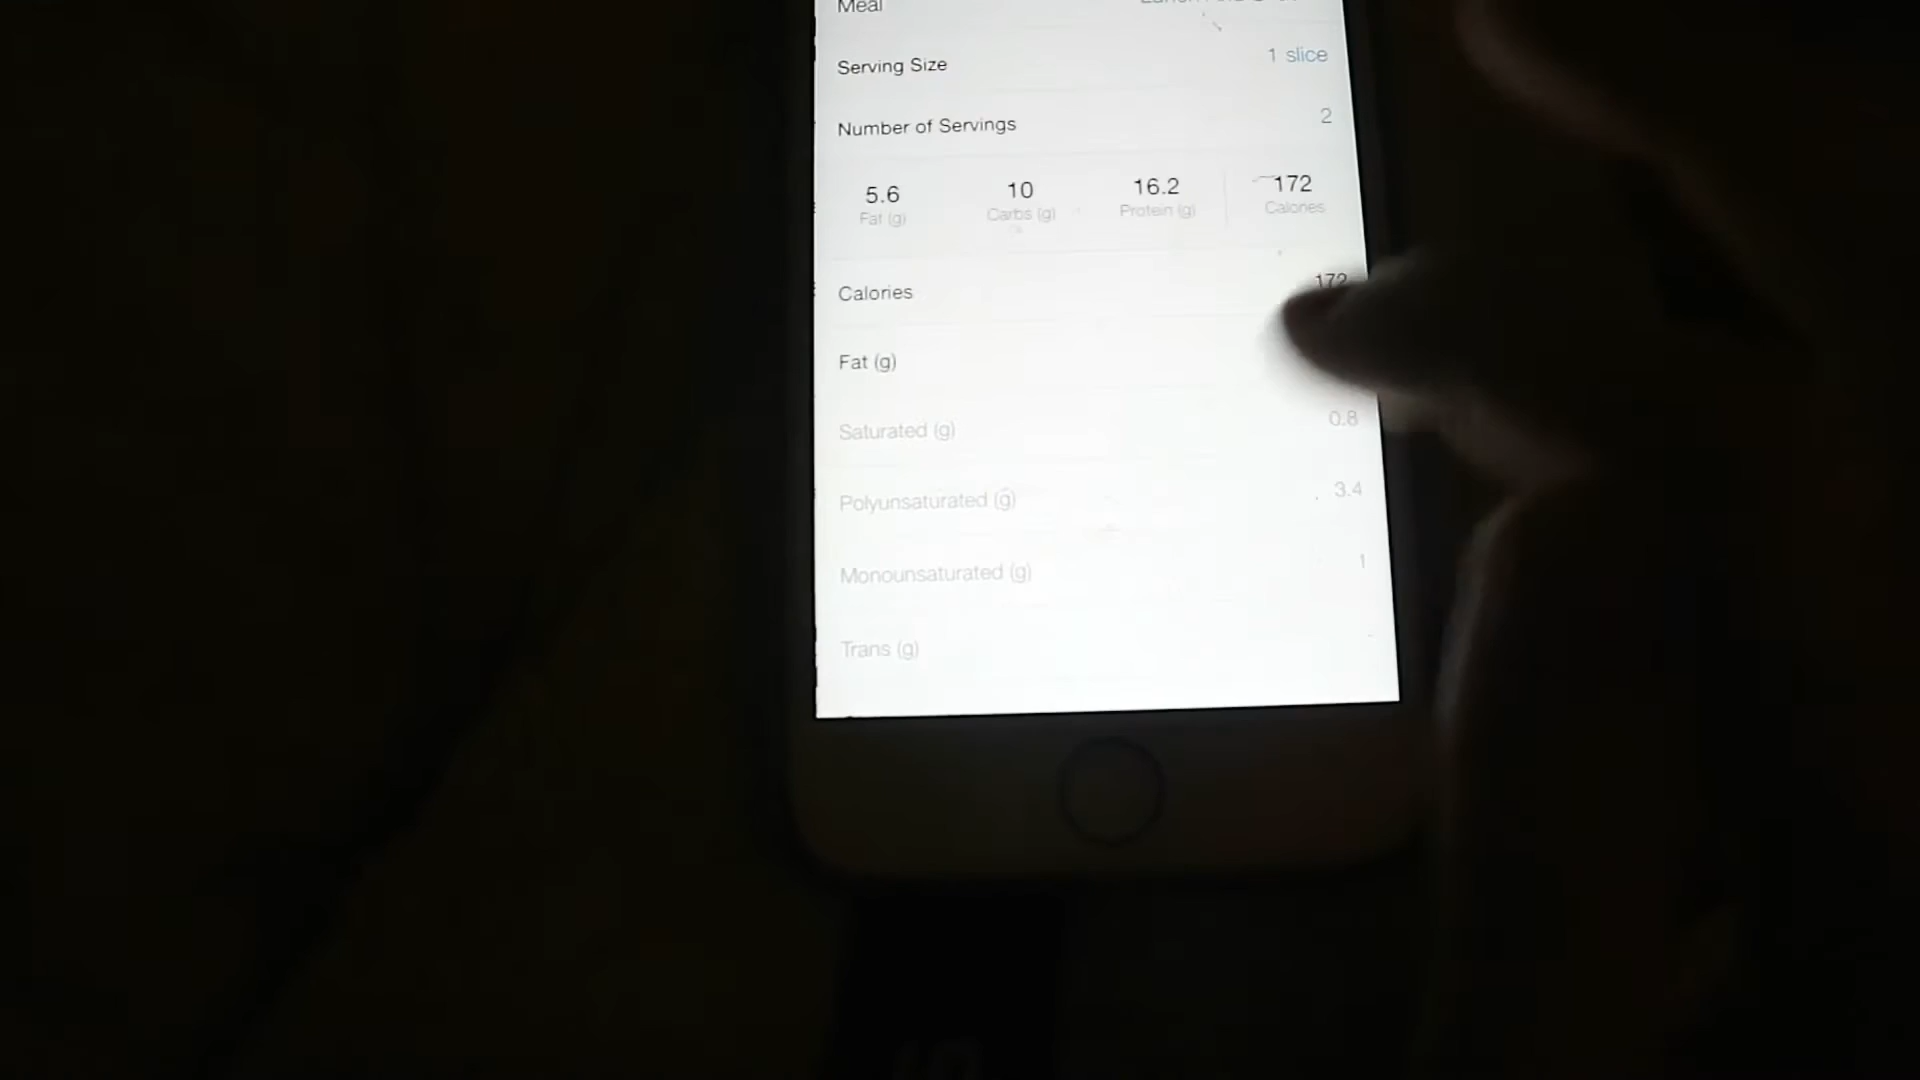 Meal
Serving Size 1 slice
Number of Servings 2
5.6 10 16.2 172
Fat (g) Carbs (g) Protein (g) Calories
Calories 172
Fat (g)
Saturated (g) 0.8
Polyunsaturated (g) 3.4
Monounsaturated (g) 1
Trans (g)